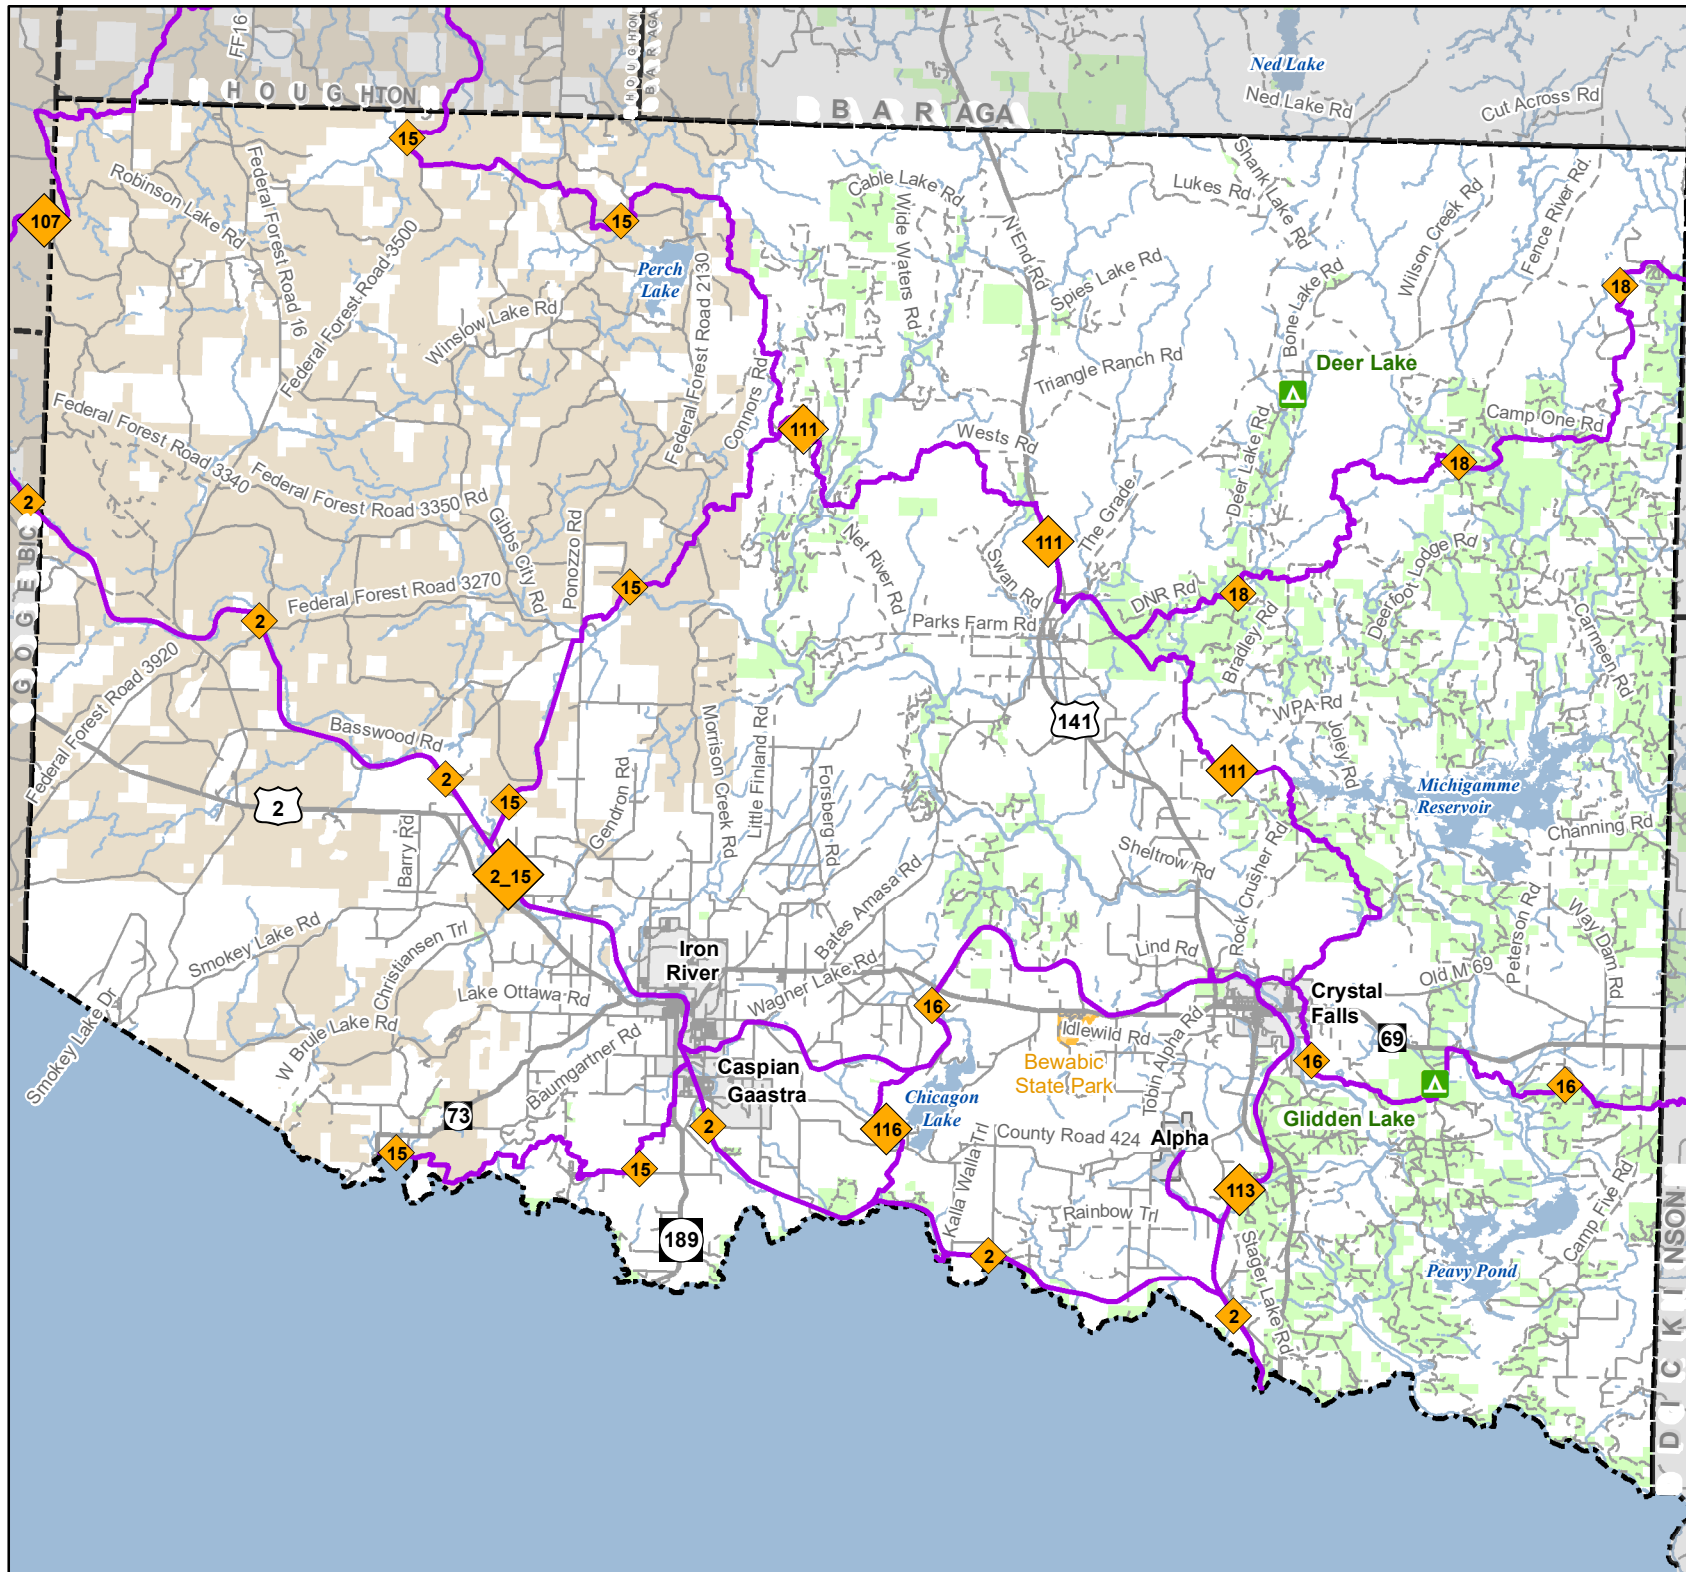 FF16
HOUGHTON
HOUGHTON
BARAGA
BARAGA
Ned Lake
Ned Lake Rd
Cut Across Rd
15
Robinson Lake Rd
Federal Forest Road 16
Federal Forest Road 3500
107
15
Perch
Lake
Federal Forest Road 2130
Winslow Lake Rd
Cable Lake Rd
Wide Waters Rd
N End Rd
Spies Lake Rd
Lukes Rd
Shank Lake Rd
Bone Lake Rd
Wilson Creek Rd
Fence River Rd.
18
Triangle Ranch Rd
Deer Lake
Connors Rd
111
Wests Rd
Deer Lake Rd
Camp One Rd
18
Federal Forest Road 3340
Federal Forest Road 3350 Rd
2
GOGEBIC
Gibbs City Rd
Ponozzo Rd
Net River Rd
111
The Grade
Swan Rd
Deerfoot Lodge Rd
15
Federal Forest Road 3270
2
DNR Rd
18
Bradley Rd
Parks Farm Rd
Carmeen Rd
Federal Forest Road 3920
Basswood Rd
Morrison Creek Rd
Little Finland Rd
141
WPA Rd
Joley Rd
2
2
15
Gendron Rd
Forsberg Rd
111
Michigamme
Reservoir
Channing Rd
Barry Rd
2_15
Sheltrow Rd
Rock Crusher Rd
Bates Amasa Rd
Peterson Rd
Way Dam Rd
Smokey Lake Rd
Christiansen Trl
Iron
River
Lind Rd
Old M 69
Wagner Lake Rd
Lake Ottawa Rd
16
Crystal
Falls
Smokey Lake Dr
W Brule Lake Rd
Baumgartner Rd
Idlewild Rd
Tobin Alpha Rd
69
Bewabic
State Park
16
16
Caspian
Gaastra
Chicagon
Lake
Glidden Lake
73
2
116
County Road 424
Alpha
15
15
Kalla Walla Trl
113
Camp Five Rd
Rainbow Trl
189
2
Stager Lake Rd
Peavy Pond
2
DICKINSON